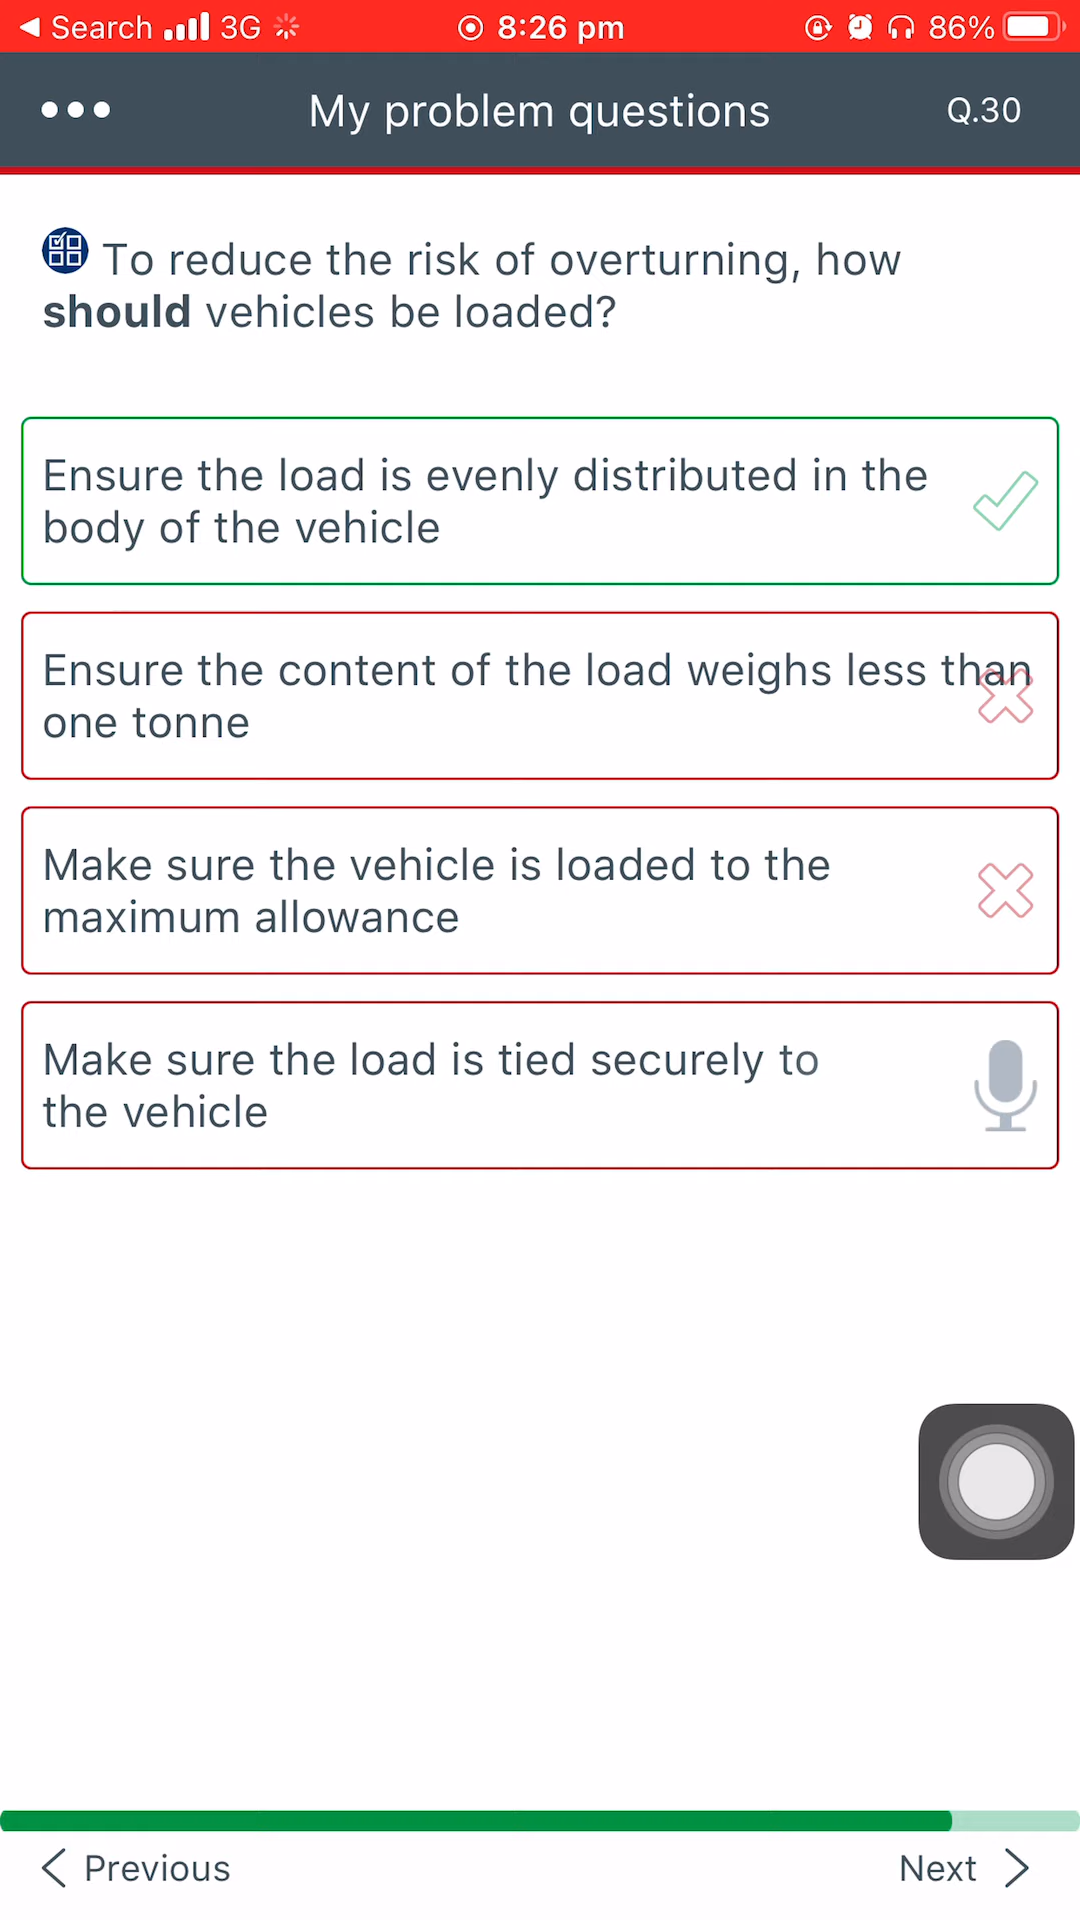 Search 3G 8:26 pm 86%
My problem questions Q.30
To reduce the risk of overturning, how
should vehicles be loaded?
Ensure the load is evenly distributed in the
body of the vehicle
Ensure the content of the load weighs less than
one tonne
Make sure the vehicle is loaded to the
maximum allowance
Make sure the load is tied securely to
the vehicle
Previous Next